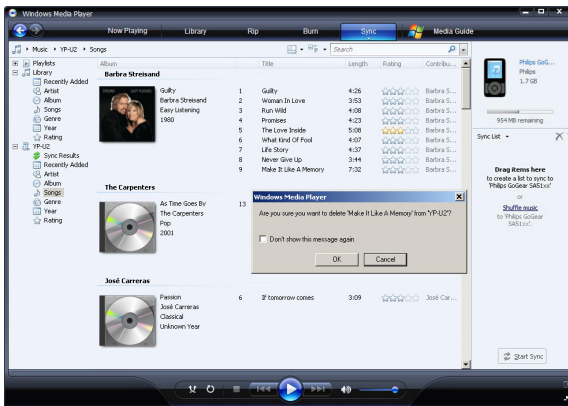 Windows Media Player
Now Playing Library Rip Burn Sync Media Guide
Music YP-U2 Songs
Search
Playlists
Library
Recently Added
Artist
Album
Songs
Genre
Year
Rating
YP-U2
Sync Results
Recently Added
Artist
Album
Songs
Genre
Year
Rating
Album Title Length Rating Contribu...
Barbra Streisand
Guilty
Barbra Streisand
Easy Listening
1980
1 Guilty 4:26 Barbra S...
2 Woman In Love 3:53 Barbra S...
3 Run Wild 4:08 Barbra S...
4 Promises 4:23 Barbra S...
5 The Love Inside 5:08 Barbra S...
6 What Kind Of Fool 4:07 Barbra S...
7 Life Story 4:37 Barbra S...
8 Never Give Up 3:44 Barbra S...
9 Make It Like A Memory 7:32 Barbra S...
The Carpenters
As Time Goes By
The Carpenters
Pop
2001
13
José Carreras
Passion
José Carreras
Classical
Unknown Year
6 If tomorrow comes 3:09 José Car...
Windows Media Player
Are you sure you want to delete 'Make It Like A Memory' from 'YP-U2'?
Don't show this message again
OK Cancel
Philips GoG...
Philips
1.7 GB
954 MB remaining
Sync List
Drag items here
to create a list to sync to
'Philips GoGear
SA51xx'.
or
Shuffle music
to 'Philips GoGear
SA51xx'.
Start Sync